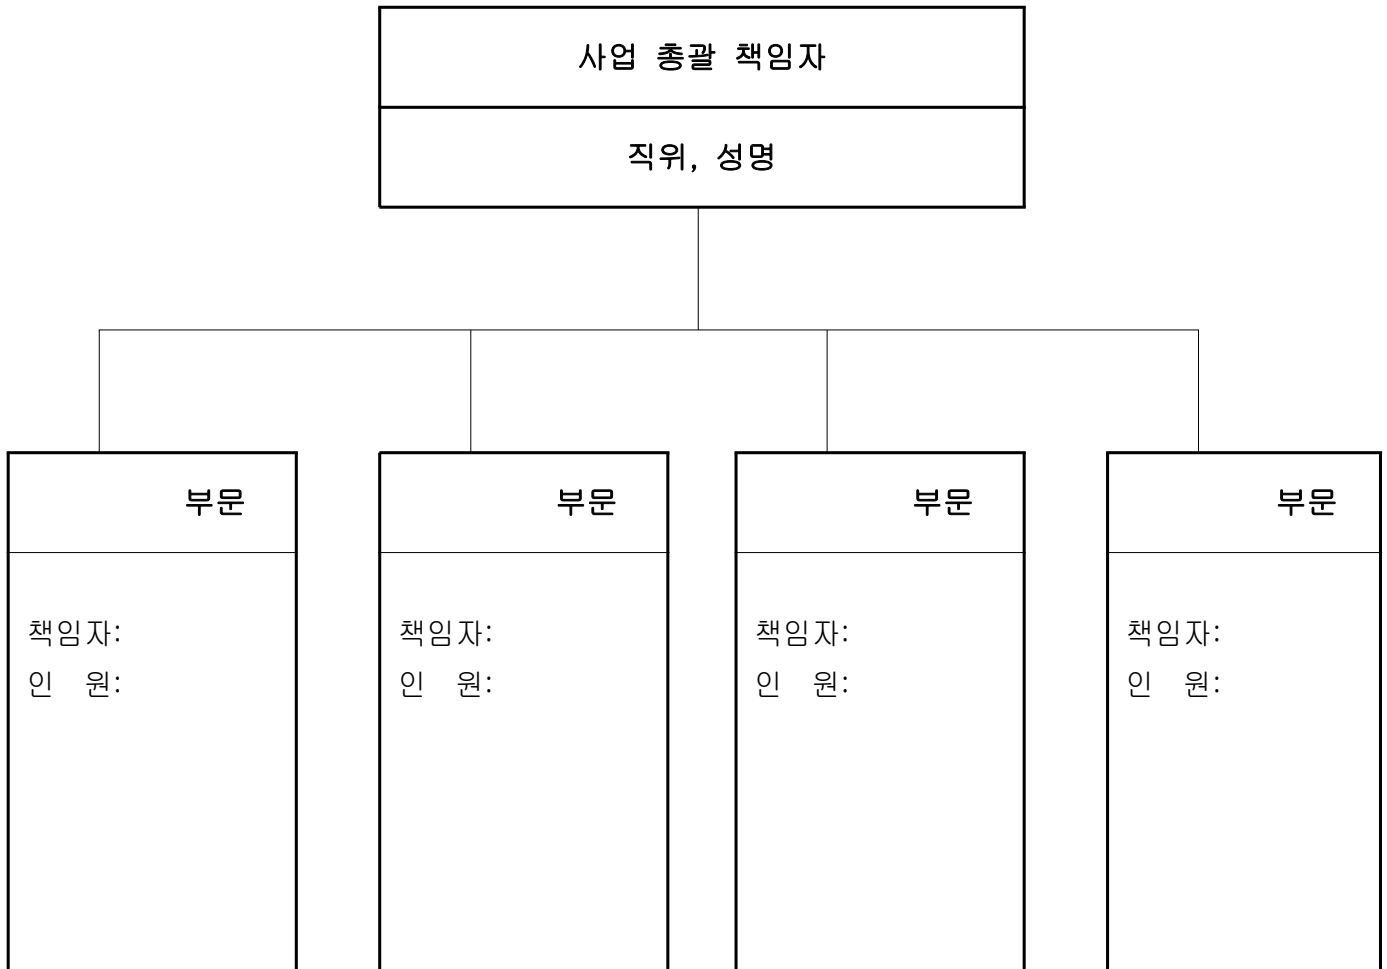 사업 총괄 책임자
직위, 성명
부문
책임자:
인 원:
부문
책임자:
인 원:
부문
책임자:
인 원:
부문
책임자:
인 원: